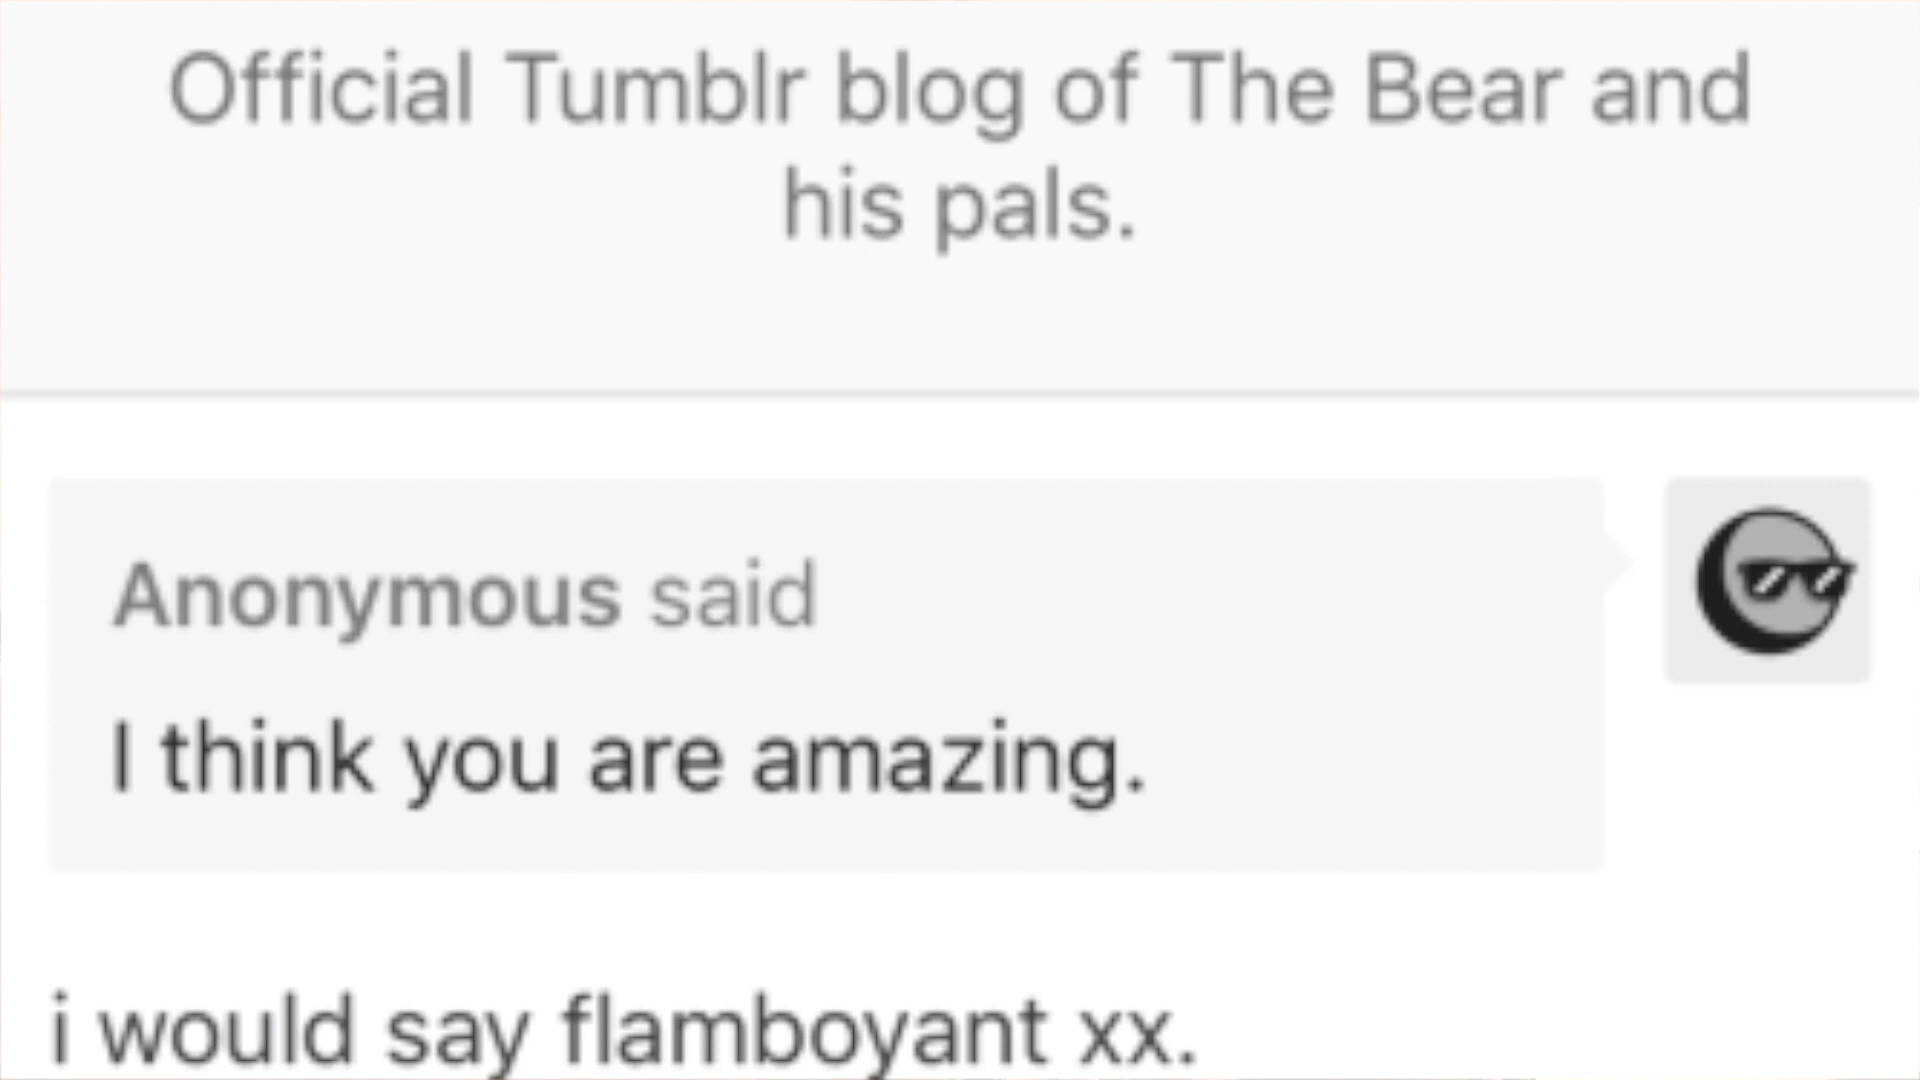 Official Tumblr blog of The Bear and
his pals.
Anonymous said
I think you are amazing.
i would say flamboyant xx.